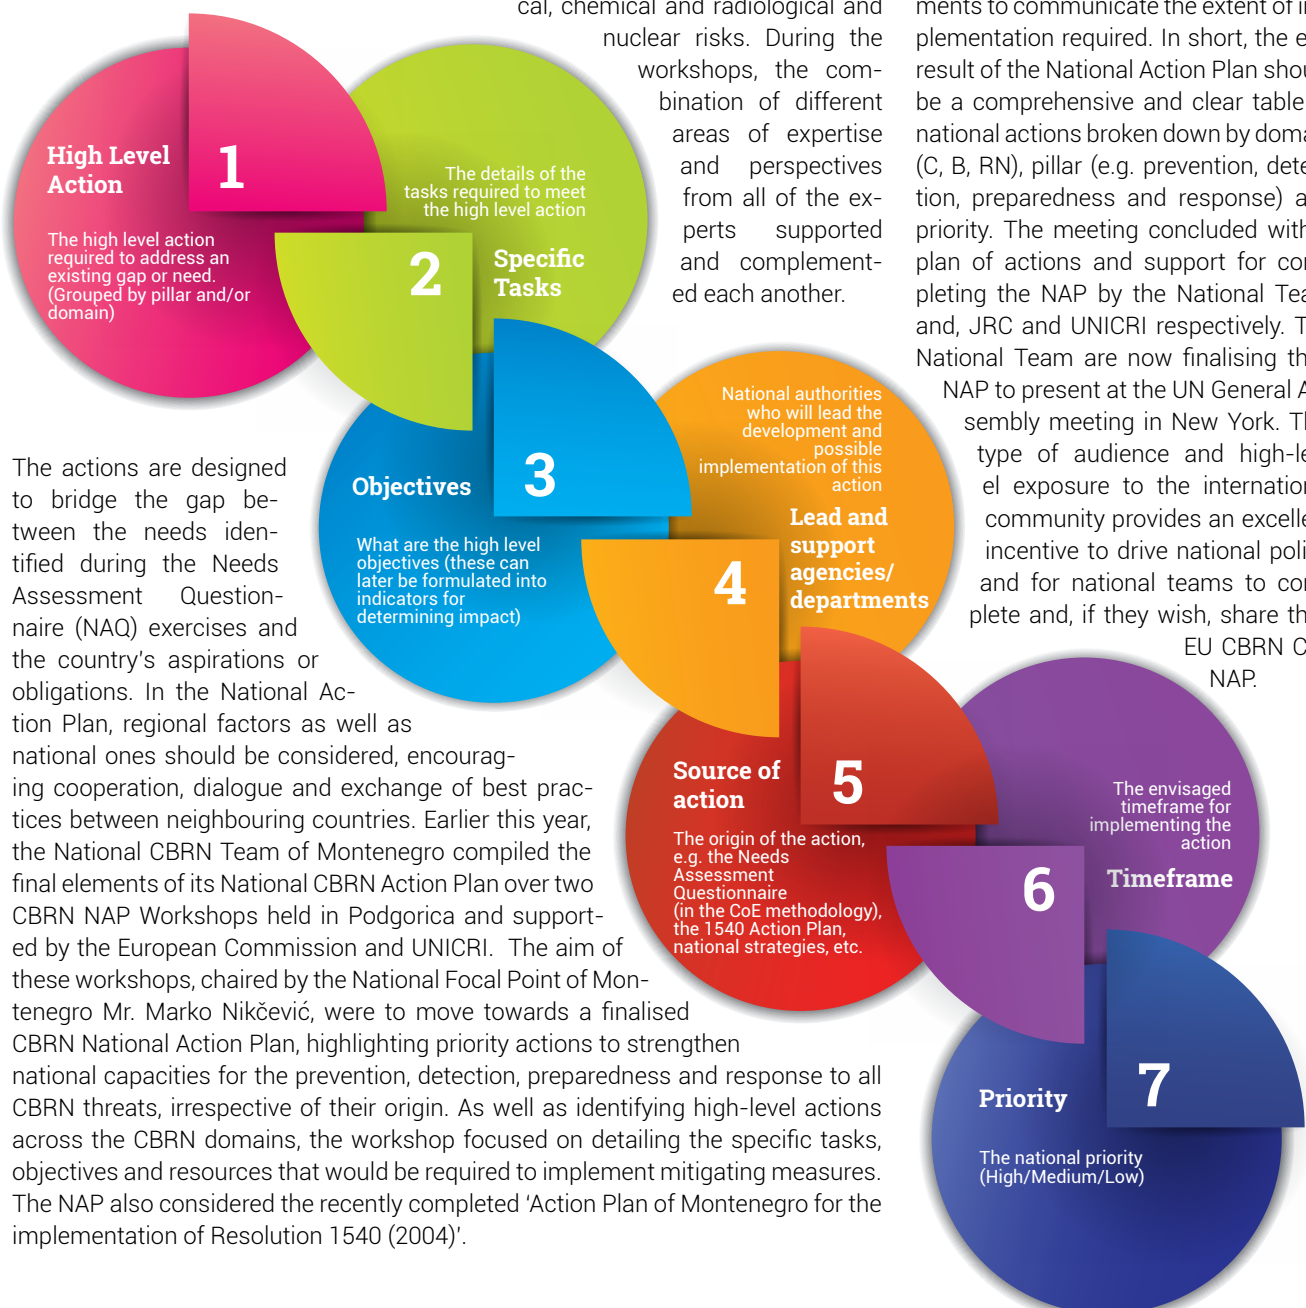 High Level
Action
1
The high level action
required to address an
existing gap or need.
(Grouped by pillar and/or
domain)
The details of the
tasks required to meet
the high level action
2
Specific
Tasks
3
Objectives
What are the high level
objectives (these can
later be formulated into
indicators for
determining impact)
National authorities
who will lead the
development and
possible
implementation of this
action
4
Lead and
support
agencies/
departments
5
Source of
action
The origin of the action,
e.g. the Needs
Assessment
Questionnaire
(in the CoE methodology),
the 1540 Action Plan,
national strategies, etc.
The envisaged
timeframe for
implementing the
action
6
Timeframe
7
Priority
The national priority
(High/Medium/Low)
The actions are designed
to bridge the gap be-
tween the needs iden-
tified during the Needs
Assessment Question-
naire (NAQ) exercises and
the country's aspirations or
obligations. In the National Ac-
tion Plan, regional factors as well as
national ones should be considered, encourag-
ing cooperation, dialogue and exchange of best prac-
tices between neighbouring countries. Earlier this year,
the National CBRN Team of Montenegro compiled the
final elements of its National CBRN Action Plan over two
CBRN NAP Workshops held in Podgorica and support-
ed by the European Commission and UNICRI. The aim of
these workshops, chaired by the National Focal Point of Mon-
tenegro Mr. Marko Nikčević, were to move towards a finalised
CBRN National Action Plan, highlighting priority actions to strengthen
national capacities for the prevention, detection, preparedness and response to all
CBRN threats, irrespective of their origin. As well as identifying high-level actions
across the CBRN domains, the workshop focused on detailing the specific tasks,
objectives and resources that would be required to implement mitigating measures.
The NAP also considered the recently completed 'Action Plan of Montenegro for the
implementation of Resolution 1540 (2004)'.
cal, chemical and radiological and
nuclear risks. During the
workshops, the com-
bination of different
areas of expertise
and perspectives
from all of the ex-
perts supported
and complement-
ed each another.
ments to communicate the extent of
plementation required. In short, the
result of the National Action Plan
be a comprehensive and clear table
national actions broken down by
(C, B, RN), pillar (e.g. prevention,
tion, preparedness and response)
priority. The meeting concluded
plan of actions and support for
pleting the NAP by the National
and, JRC and UNICRI respectively.
National Team are now finalising
NAP to present at the UN General
sembly meeting in New York.
type of audience and
el exposure to the
community provides an
incentive to drive national
and for national teams to
plete and, if they wish, share
EU CBRN
NAP.